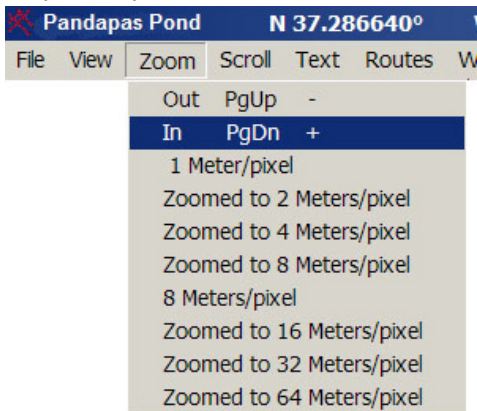 Pandapas Pond N 37.286640º
File View Zoom Scroll Text Routes
Out PgUp -
In PgDn +
1 Meter/pixel
Zoomed to 2 Meters/pixel
Zoomed to 4 Meters/pixel
Zoomed to 8 Meters/pixel
8 Meters/pixel
Zoomed to 16 Meters/pixel
Zoomed to 32 Meters/pixel
Zoomed to 64 Meters/pixel